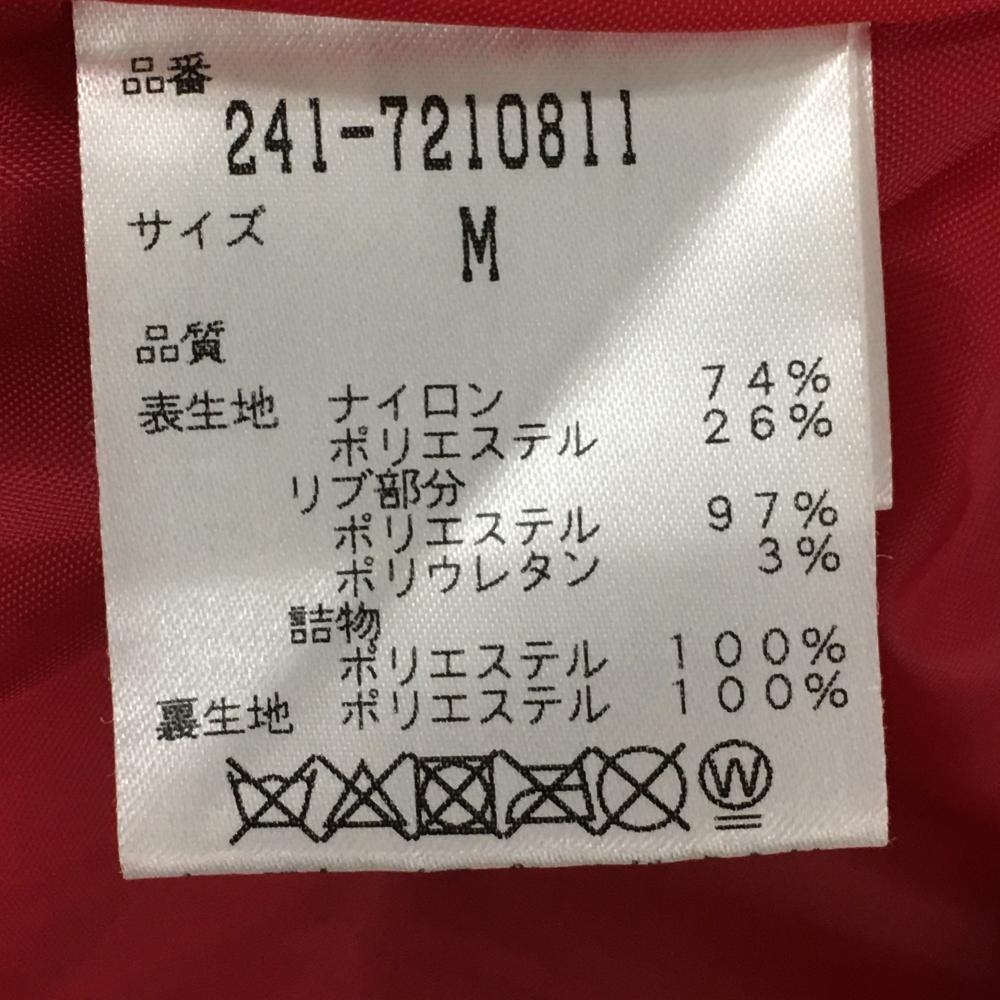 品番
241-7210811
サイズ M
品質
表生地 ナイロン 74%
ポリエステル 26%
リブ部分
ポリエステル 97%
ポリウレタン 3%
詰物
ポリエステル 100%
裏生地 ポリエステル 100%
W